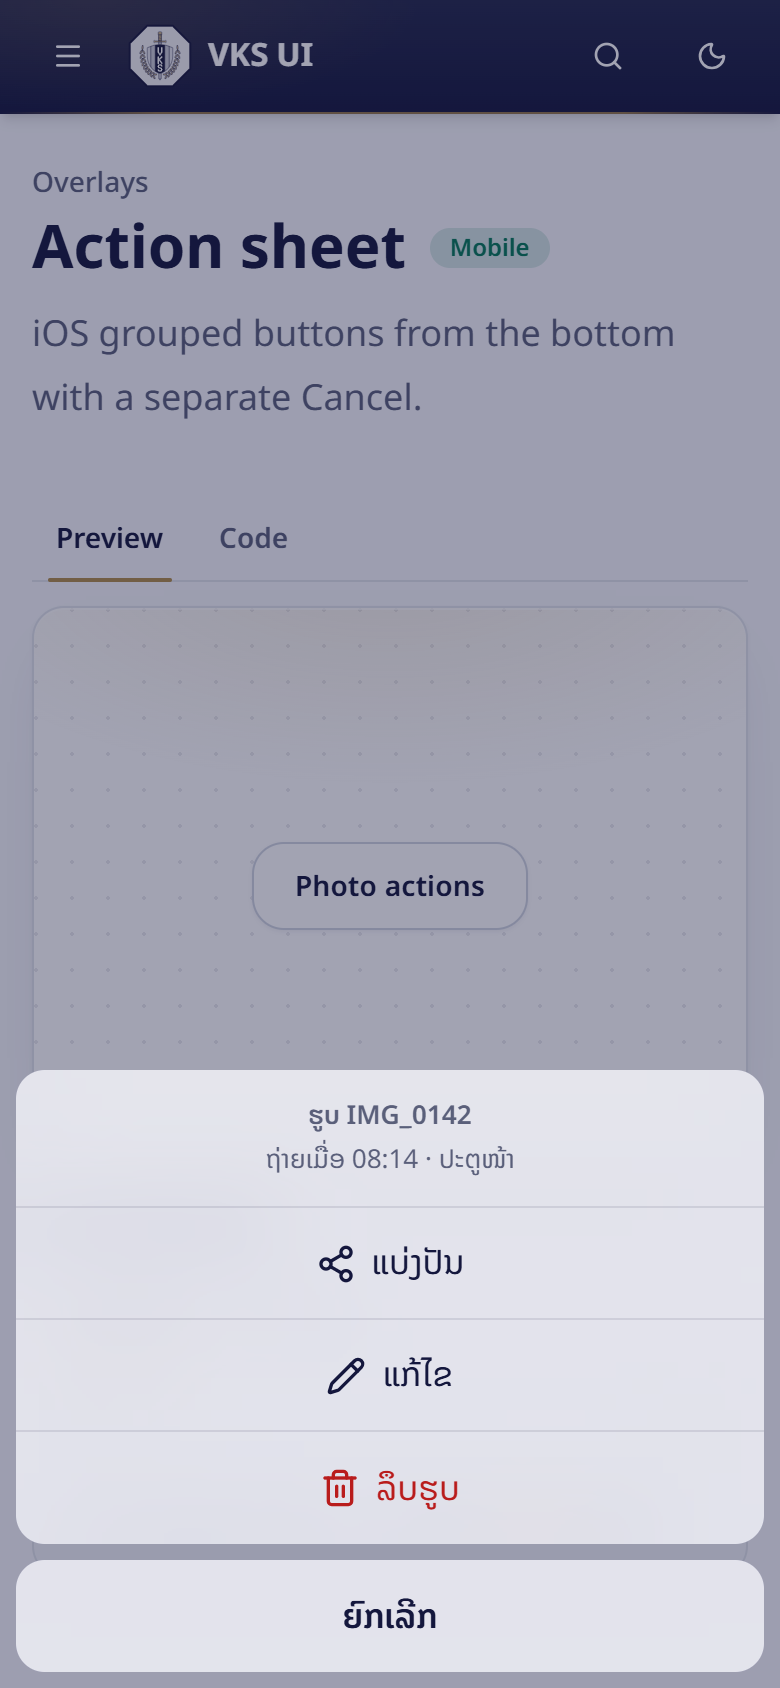 VKS UI
Overlays
Action sheet
Mobile
iOS grouped buttons from the bottom
with a separate Cancel.
Preview
Code
Photo actions
ຮູບ IMG_0142
ຖ່າຍເມື່ອ 08:14 · ປະຕູໜ້າ
ແບ່ງປັນ
ແກ້ໄຂ
ລຶບຮູບ
ຍົກເລີກ